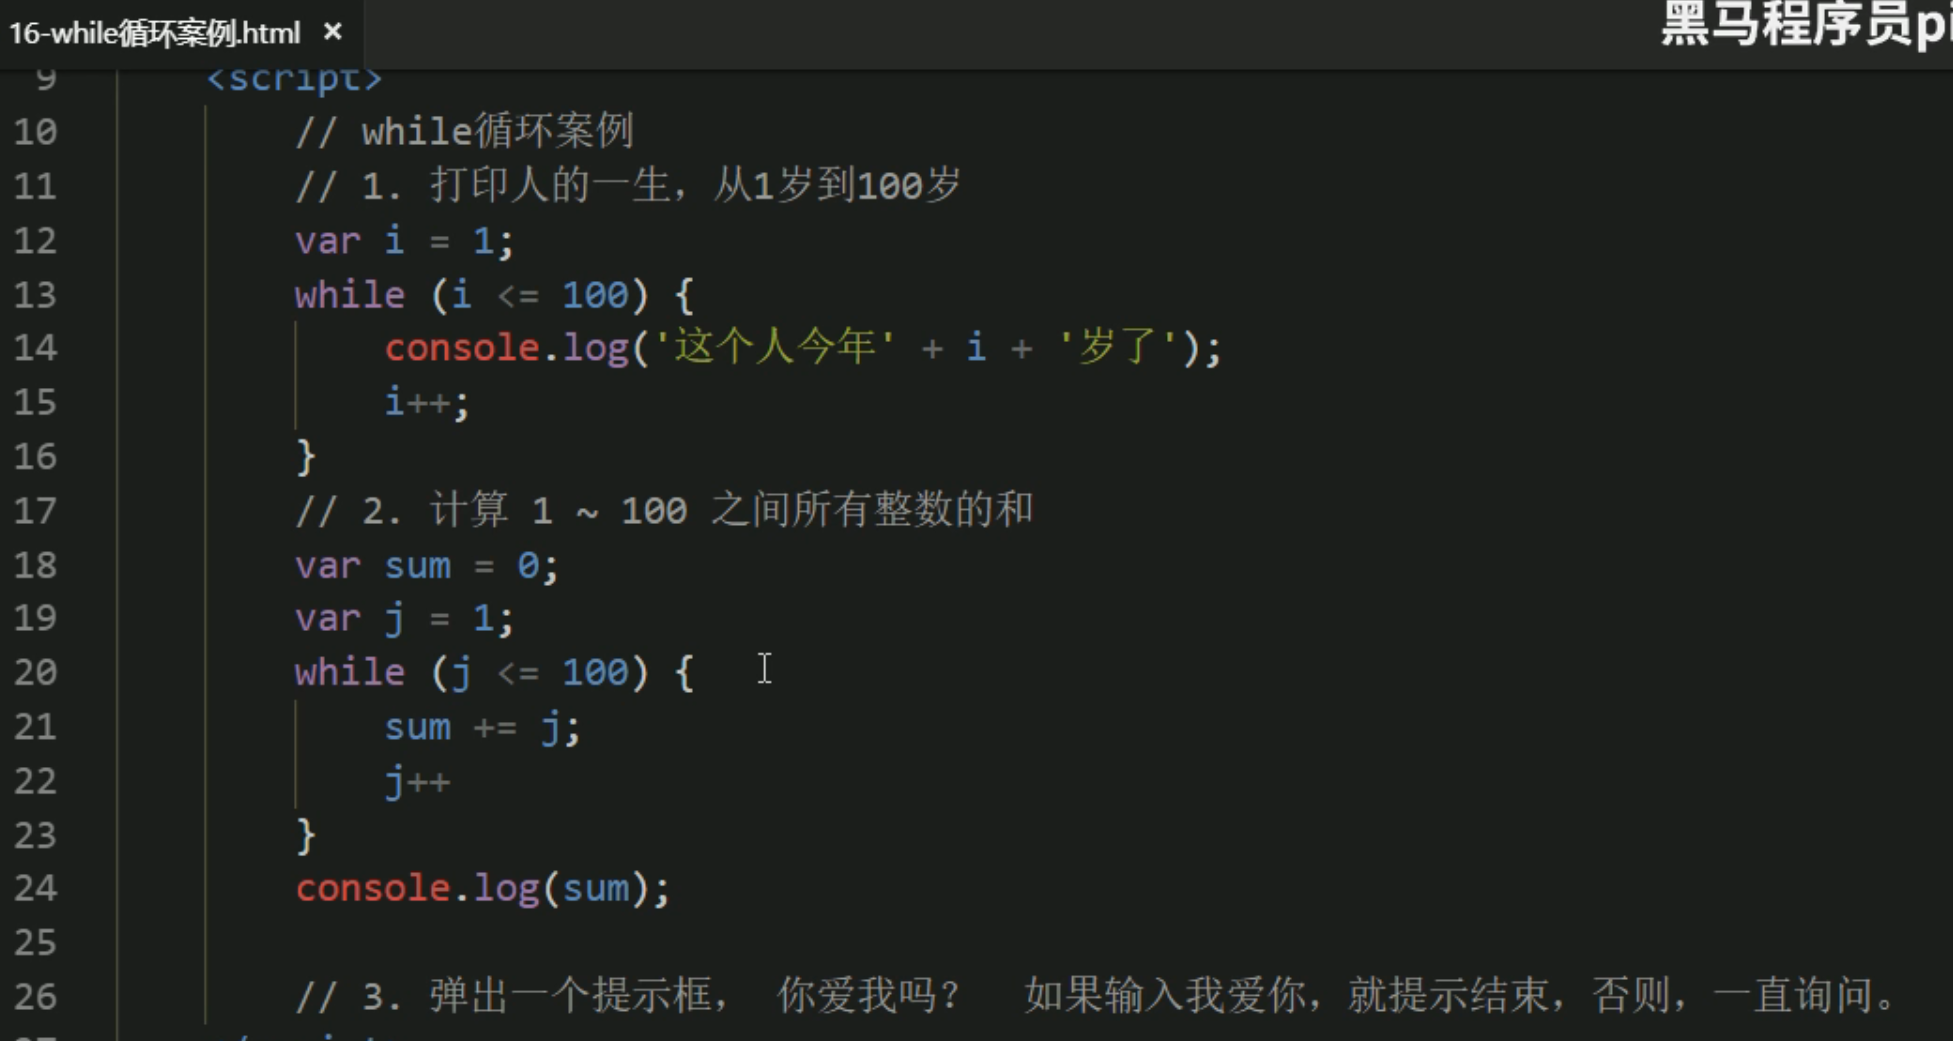 16-while循环案例.html ×
黑马程序员pi
9 <script>
10 // while循环案例
11 // 1. 打印人的一生，从1岁到100岁
12 var i = 1;
13 while (i <= 100) {
14 console.log('这个人今年' + i + '岁了');
15 i++;
16 }
17 // 2. 计算 1 ~ 100 之间所有整数的和
18 var sum = 0;
19 var j = 1;
20 while (j <= 100) {
21 sum += j;
22 j++
23 }
24 console.log(sum);
25
26 // 3. 弹出一个提示框， 你爱我吗？ 如果输入我爱你，就提示结束，否则，一直询问。